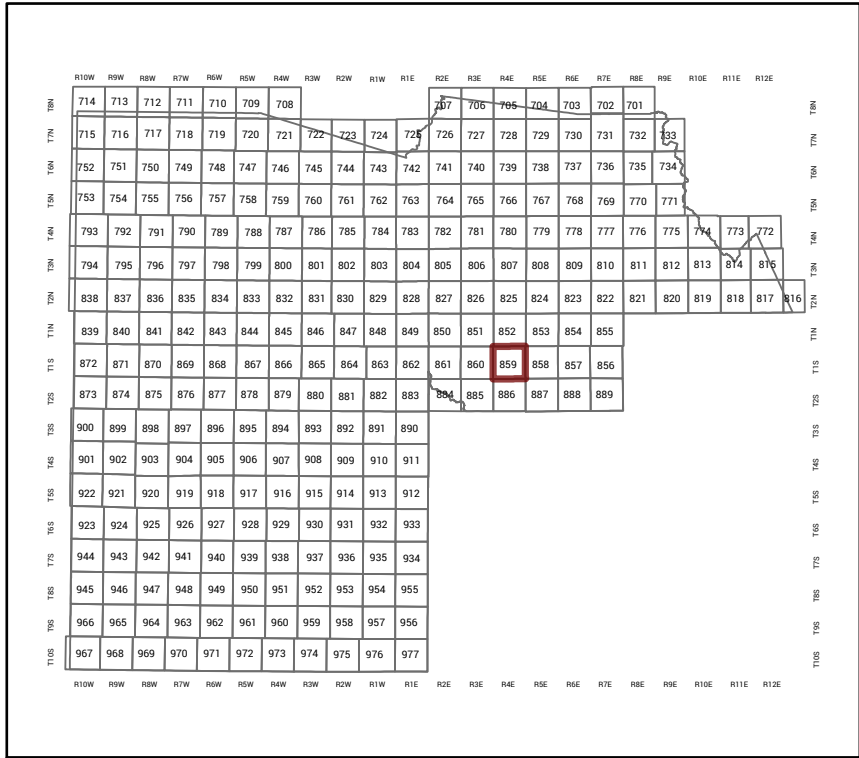 R10W R9W R8W R7W R6W R5W R4W R3W R2W R1W R1E R2E R3E R4E R5E R6E R7E R8E R9E R10E R11E R12E
T8N 714 713 712 711 710 709 708 707 706 705 704 703 702 701 T8N
T7N 715 716 717 718 719 720 721 722 723 724 725 726 727 728 729 730 731 732 733 T7N
T6N 752 751 750 749 748 747 746 745 744 743 742 741 740 739 738 737 736 735 734 T6N
T5N 753 754 755 756 757 758 759 760 761 762 763 764 765 766 767 768 769 770 771 T5N
T4N 793 792 791 790 789 788 787 786 785 784 783 782 781 780 779 778 777 776 775 774 773 772 T4N
T3N 794 795 796 797 798 799 800 801 802 803 804 805 806 807 808 809 810 811 812 813 814 815 T3N
T2N 838 837 836 835 834 833 832 831 830 829 828 827 826 825 824 823 822 821 820 819 818 817 816 T2N
T1N 839 840 841 842 843 844 845 846 847 848 849 850 851 852 853 854 855 T1N
T1S 872 871 870 869 868 867 866 865 864 863 862 861 860 859 858 857 856 T1S
T2S 873 874 875 876 877 878 879 880 881 882 883 884 885 886 887 888 889 T2S
T3S 900 899 898 897 896 895 894 893 892 891 890 T3S
T4S 901 902 903 904 905 906 907 908 909 910 911 T4S
T5S 922 921 920 919 918 917 916 915 914 913 912 T5S
T6S 923 924 925 926 927 928 929 930 931 932 933 T6S
T7S 944 943 942 941 940 939 938 937 936 935 934 T7S
T8S 945 946 947 948 949 950 951 952 953 954 955 T8S
T9S 966 965 964 963 962 961 960 959 958 957 956 T9S
T10S 967 968 969 970 971 972 973 974 975 976 977 T10S
R10W R9W R8W R7W R6W R5W R4W R3W R2W R1W R1E R2E R3E R4E R5E R6E R7E R8E R9E R10E R11E R12E